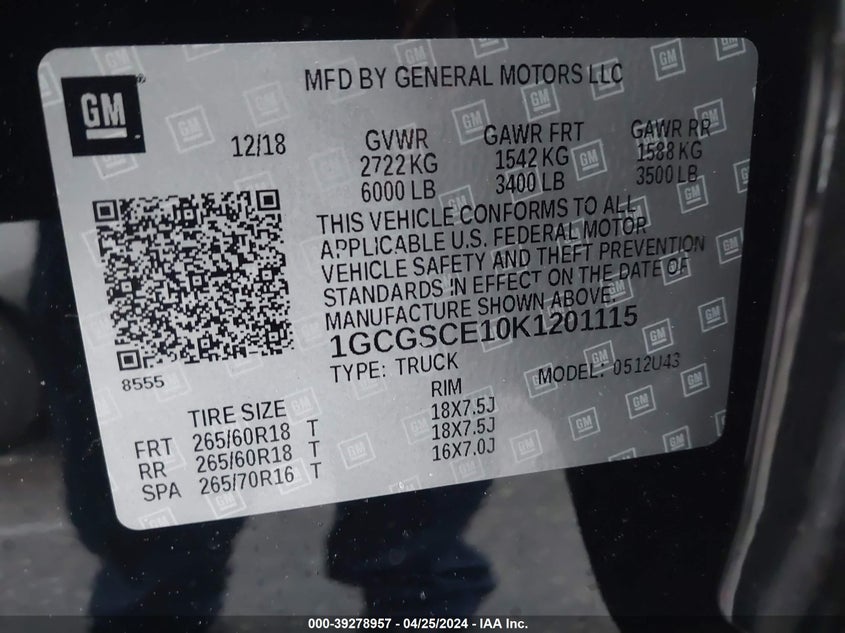 GM
MFD BY GENERAL MOTORS LLC
12/18
GVWR GAWR FRT GAWR RR
2722 KG 1542 KG 1588 KG
6000 LB 3400 LB 3500 LB
THIS VEHICLE CONFORMS TO ALL
APPLICABLE U.S. FEDERAL MOTOR
VEHICLE SAFETY AND THEFT PREVENTION
STANDARDS IN EFFECT ON THE DATE OF
MANUFACTURE SHOWN ABOVE.
1GCGSCE10K1201115
8555
TYPE: TRUCK MODEL: 0512U43
TIRE SIZE RIM
FRT 265/60R18 T 18X7.5J
RR 265/60R18 T 18X7.5J
SPA 265/70R16 T 16X7.0J
000-39278957 - 04/25/2024 - IAA Inc.